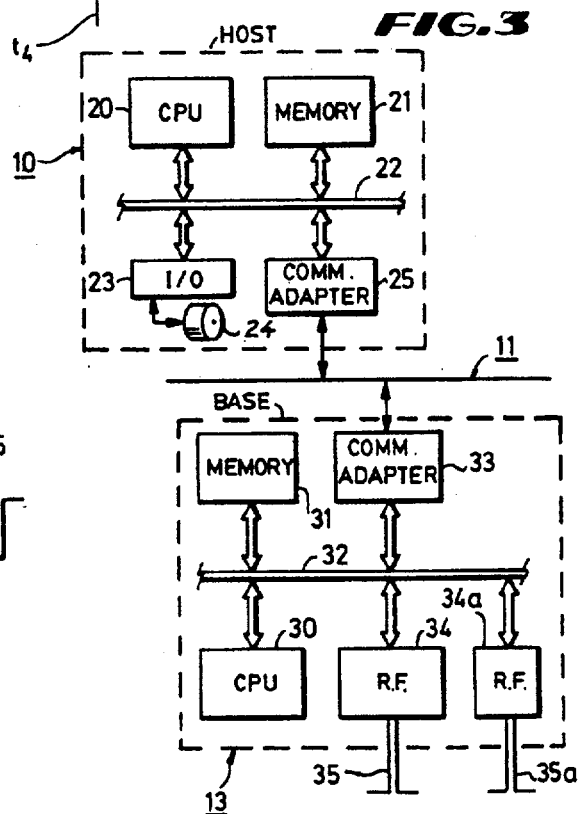 t4
FIG.3
HOST
20
CPU
MEMORY
21
10
22
23
I/O
COMM.
ADAPTER
25
24
11
BASE
MEMORY
31
COMM.
ADAPTER
33
32
30
34
34a
CPU
R.F.
R.F.
13
35
35a